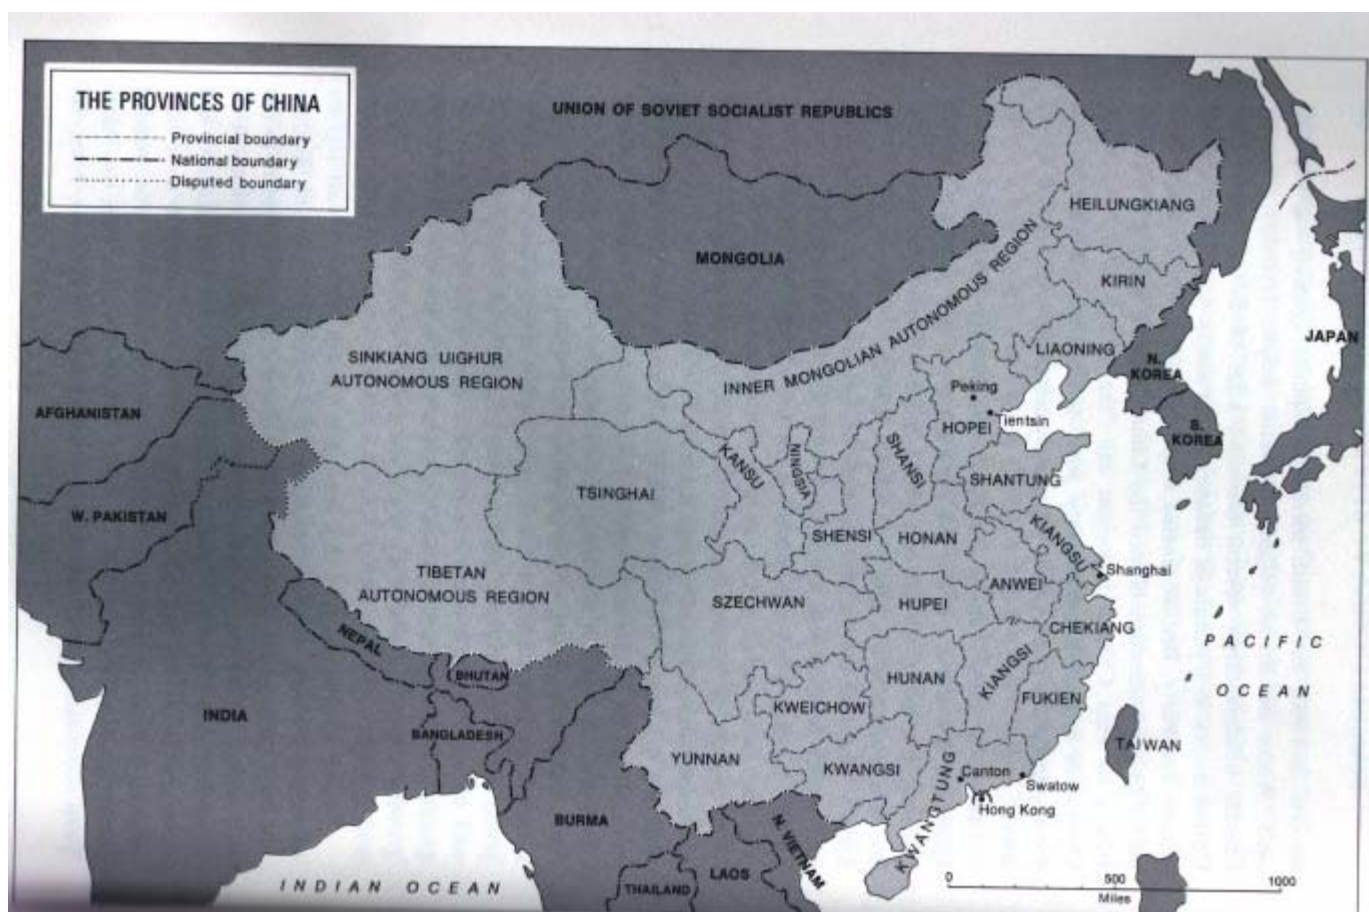 THE PROVINCES OF CHINA
Provincial boundary
National boundary
Disputed boundary
UNION OF SOVIET SOCIALIST REPUBLICS
HEILUNGKIANG
MONGOLIA
KIRIN
INNER MONGOLIAN AUTONOMOUS REGION
LIAONING
JAPAN
SINKIANG UIGHUR
AUTONOMOUS REGION
N.
KOREA
Peking
AFGHANISTAN
Tientsin
HOPEI
S.
KOREA
KANSU
NINGSIA
SHANSI
SHANTUNG
TSINGHAI
W. PAKISTAN
KIANGSU
SHENSI
HONAN
Shanghai
TIBETAN
AUTONOMOUS REGION
ANWEI
SZECHWAN
HUPEI
CHEKIANG
NEPAL
PACIFIC
OCEAN
BHUTAN
HUNAN
KIANGSI
FUKIEN
INDIA
KWEICHOW
BANGLADESH
TAIWAN
YUNNAN
KWANGSI
KWANGTUNG
Canton
Swatow
Hong Kong
BURMA
N. VIETNAM
LAOS
THAILAND
INDIAN OCEAN
0 500 1000
Miles